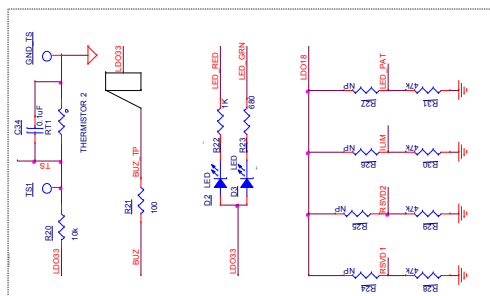 GND_TS
C34
0.1uF
RT1
THERMISTOR 2
TS
TS1
R20
10k
LDO33
LDO33
BUZ_TP
R21
100
BUZ
LED_RED
LED_GRN
1K
680
R22
R23
LED
LED
D2
D3
LDO33
LDO18
LED_PAT
NP
R27
47k
R31
ILIM
NP
R26
47k
R30
RSVD2
NP
R25
47k
R29
RSVD1
NP
R24
47k
R28